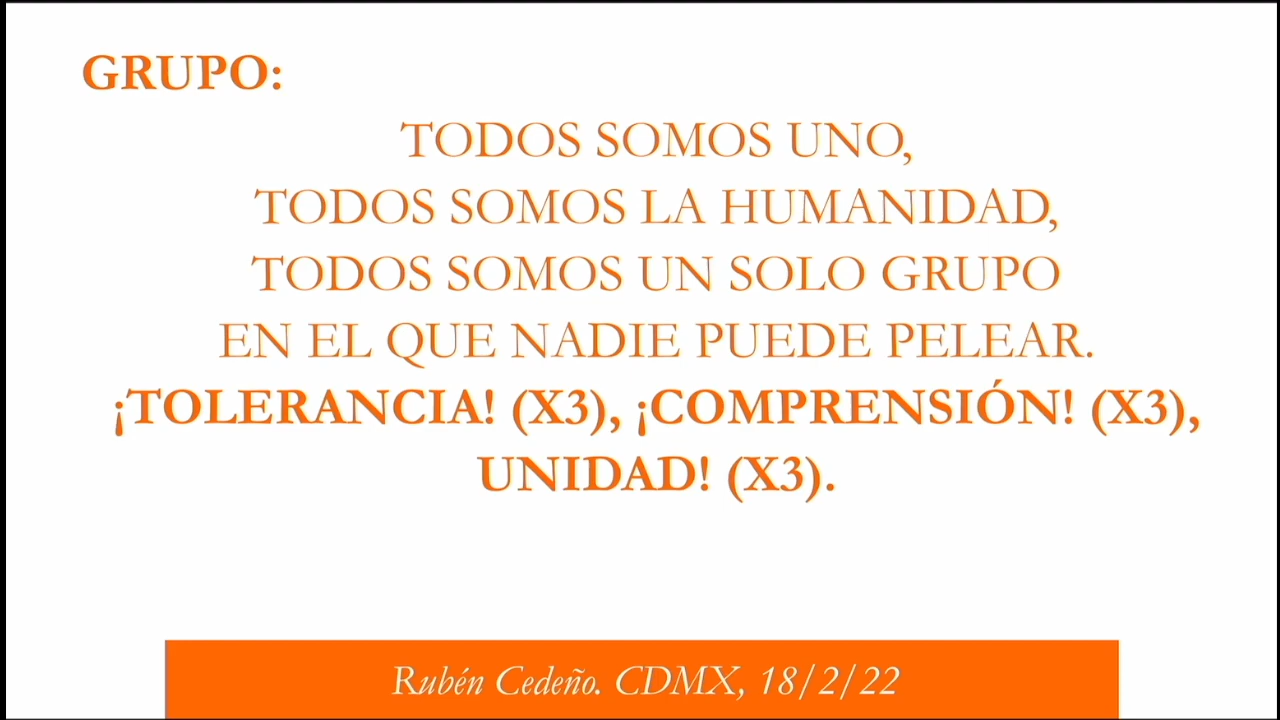 GRUPO:
TODOS SOMOS UNO,
TODOS SOMOS LA HUMANIDAD,
TODOS SOMOS UN SOLO GRUPO
EN EL QUE NADIE PUEDE PELEAR.
¡TOLERANCIA! (X3), ¡COMPRENSIÓN! (X3),
UNIDAD! (X3).
Rubén Cedeño. CDMX, 18/2/22